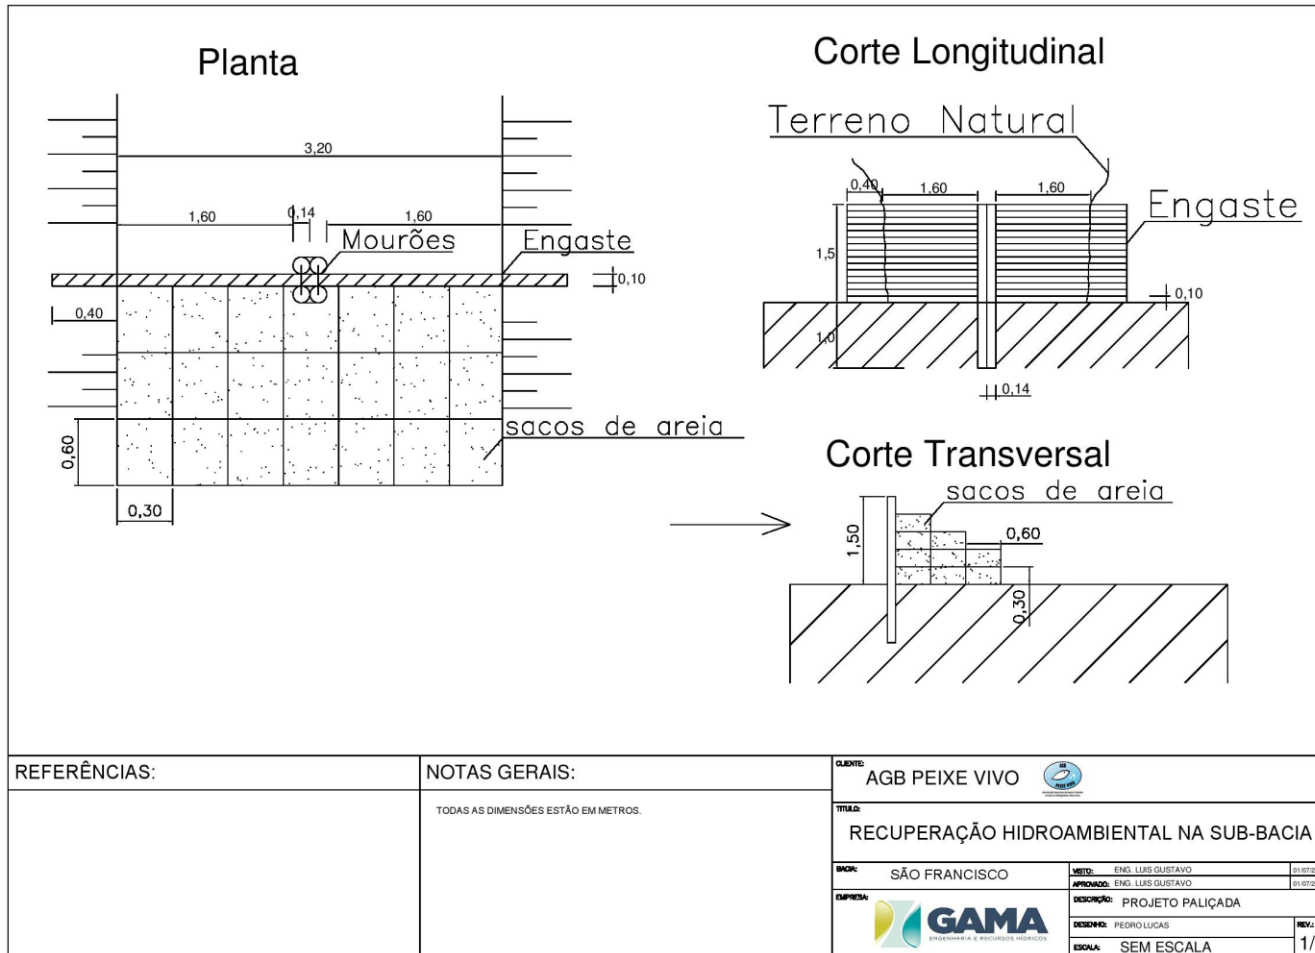 Planta
3,20
1,60
0,14
1,60
Mourões
Engaste
0,10
0,40
sacos de areia
0,60
0,30
Corte Longitudinal
Terreno Natural
0,40
1,60
1,60
Engaste
1,5
0,10
1,0
0,14
Corte Transversal
sacos de areia
1,50
0,60
0,30
REFERÊNCIAS:
NOTAS GERAIS:
TODAS AS DIMENSÕES ESTÃO EM METROS.
CLIENTE:
AGB PEIXE VIVO
AGB
PEIXE VIVO
TITULO:
RECUPERAÇÃO HIDROAMBIENTAL NA SUB-BACIA
BACIA:
SÃO FRANCISCO
VISTO: ENG. LUIS GUSTAVO
APROVADO: ENG. LUIS GUSTAVO
EMPRESA:
GAMA
ENGENHARIA E RECURSOS HÍDRICOS
DESCRIÇÃO: PROJETO PALIÇADA
DESENHO: PEDRO LUCAS
REV.:
ESCALA: SEM ESCALA
1/